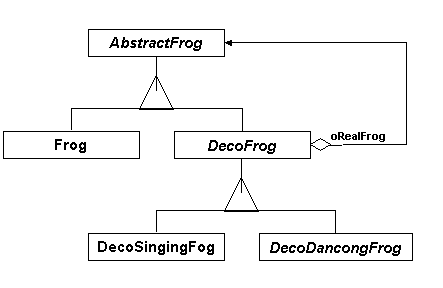 AbstractFrog
oRealFrog
Frog
DecoFrog
DecoSingingFog
DecoDancongFrog